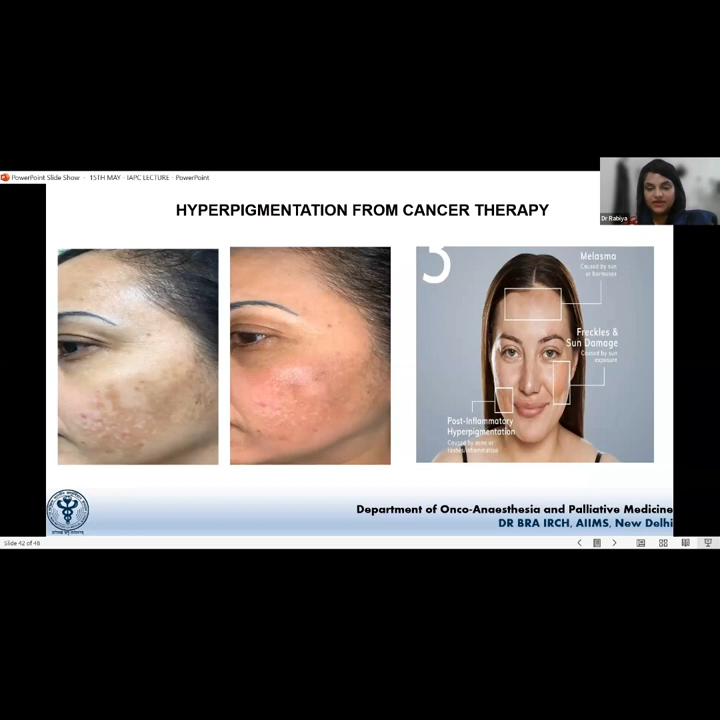 PowerPoint Slide Show - 15TH MAY - IAPC LECTURE - PowerPoint
Dr Rabiya
HYPERPIGMENTATION FROM CANCER THERAPY
3
Melasma
Caused by sun
or hormones
Freckles &
Sun Damage
Caused by sun
exposure
Post-Inflammatory
Hyperpigmentation
Caused by acne or
Department of Onco-Anaesthesia and Palliative Medicine
DR BRA IRCH, AIIMS, New Delhi
Slide 42 of 48